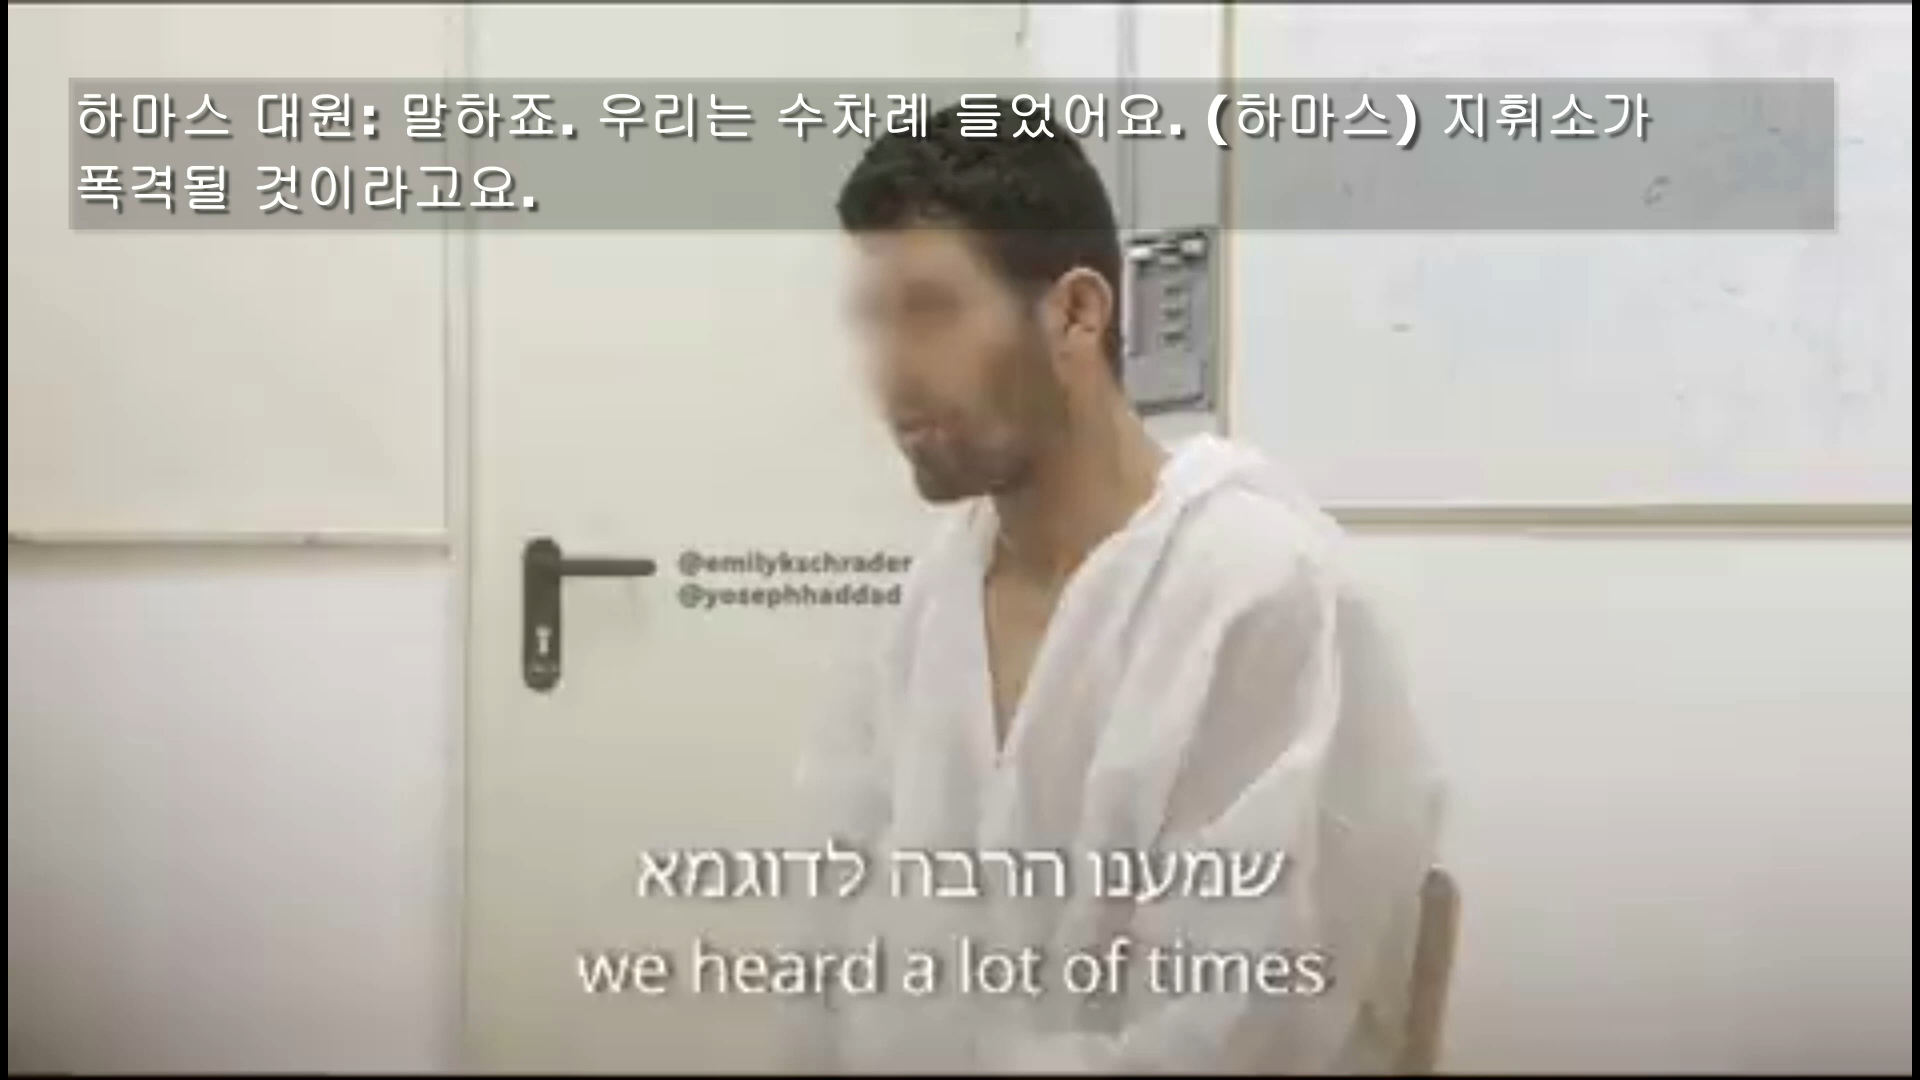 하마스 대원: 말하죠. 우리는 수차례 들었어요. (하마스) 지휘소가
폭격될 것이라고요.
@emilykschrader
@yosephhaddad
שמענו הרבה לדוגמא
we heard a lot of times